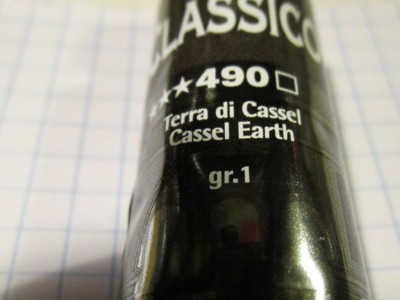 CLASSICO
★★★490□
Terra di Cassel
Cassel Earth
gr.1